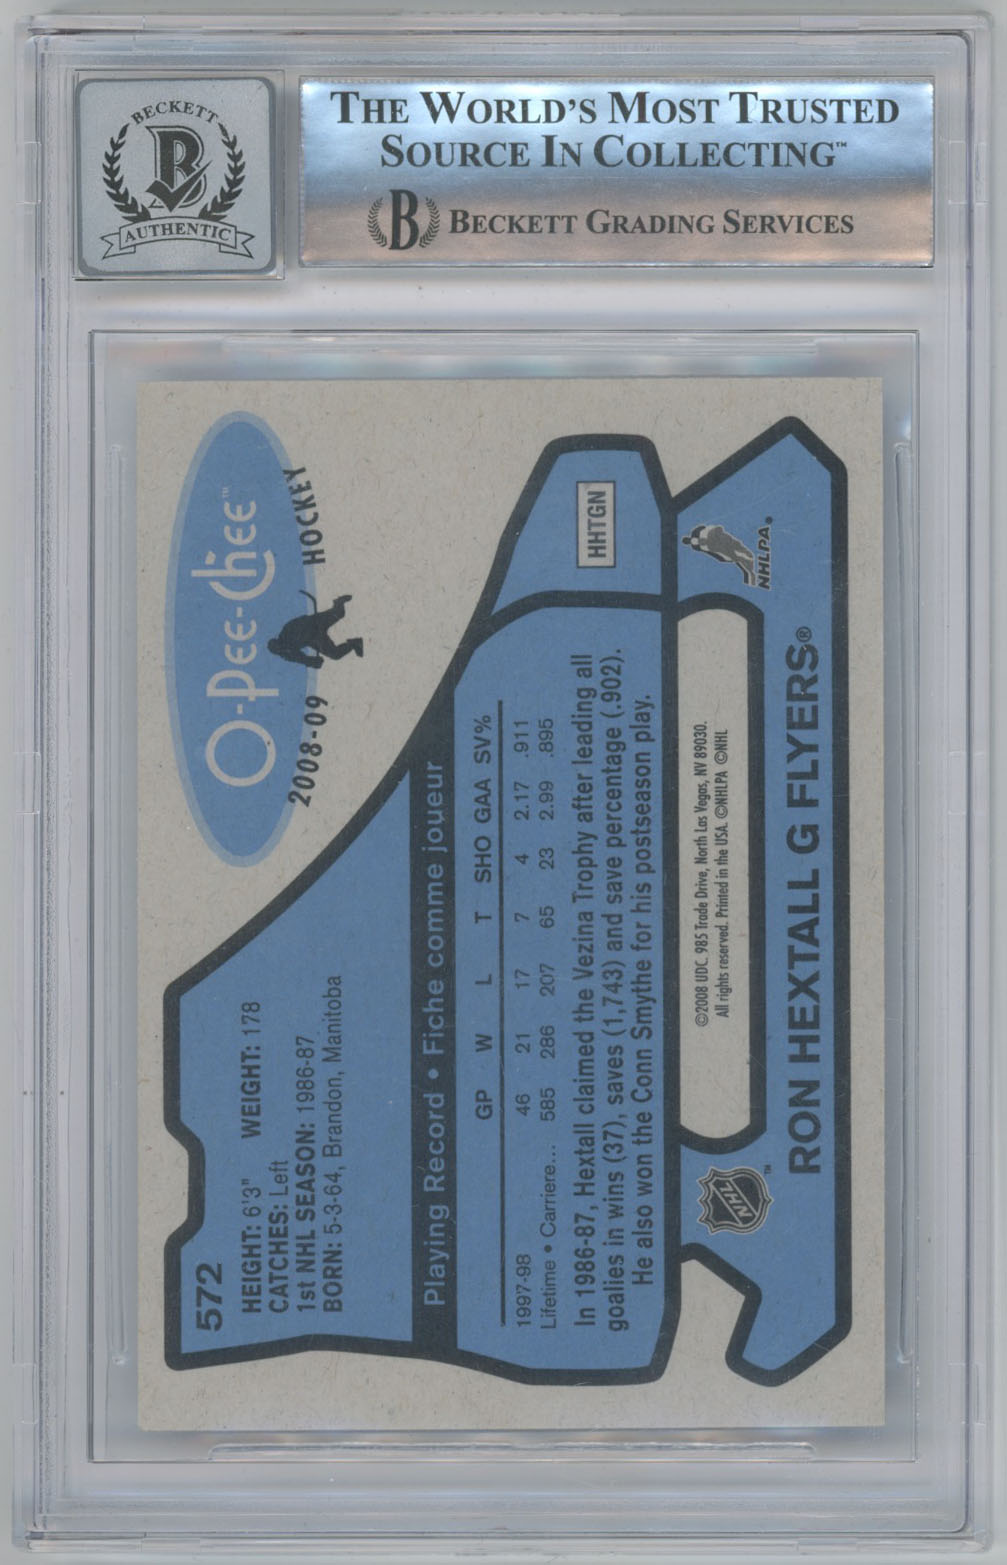 BECKETT
B
AUTHENTIC
THE WORLD'S MOST TRUSTED
SOURCE IN COLLECTING™
B BECKETT GRADING SERVICES
572
HEIGHT: 6'3" WEIGHT: 178
CATCHES: Left
1st NHL SEASON: 1986-87
BORN: 5-3-64, Brandon, Manitoba
O-Pee-Chee™
2008-09 HOCKEY
Playing Record • Fiche comme joueur
GP W L T SHO GAA SV%
1997-98 46 21 17 7 4 2.17 .911
Lifetime • Carriere... 585 286 207 65 23 2.99 .895
In 1986-87, Hextall claimed the Vezina Trophy after leading all
goalies in wins (37), saves (1,743) and save percentage (.902).
He also won the Conn Smythe for his postseason play.
HHTGN
NHL™
©2008 UDC. 985 Trade Drive, North Las Vegas, NV 89030.
All rights reserved. Printed in the USA. ©NHLPA ©NHL
NHLPA®
RON HEXTALL G FLYERS®